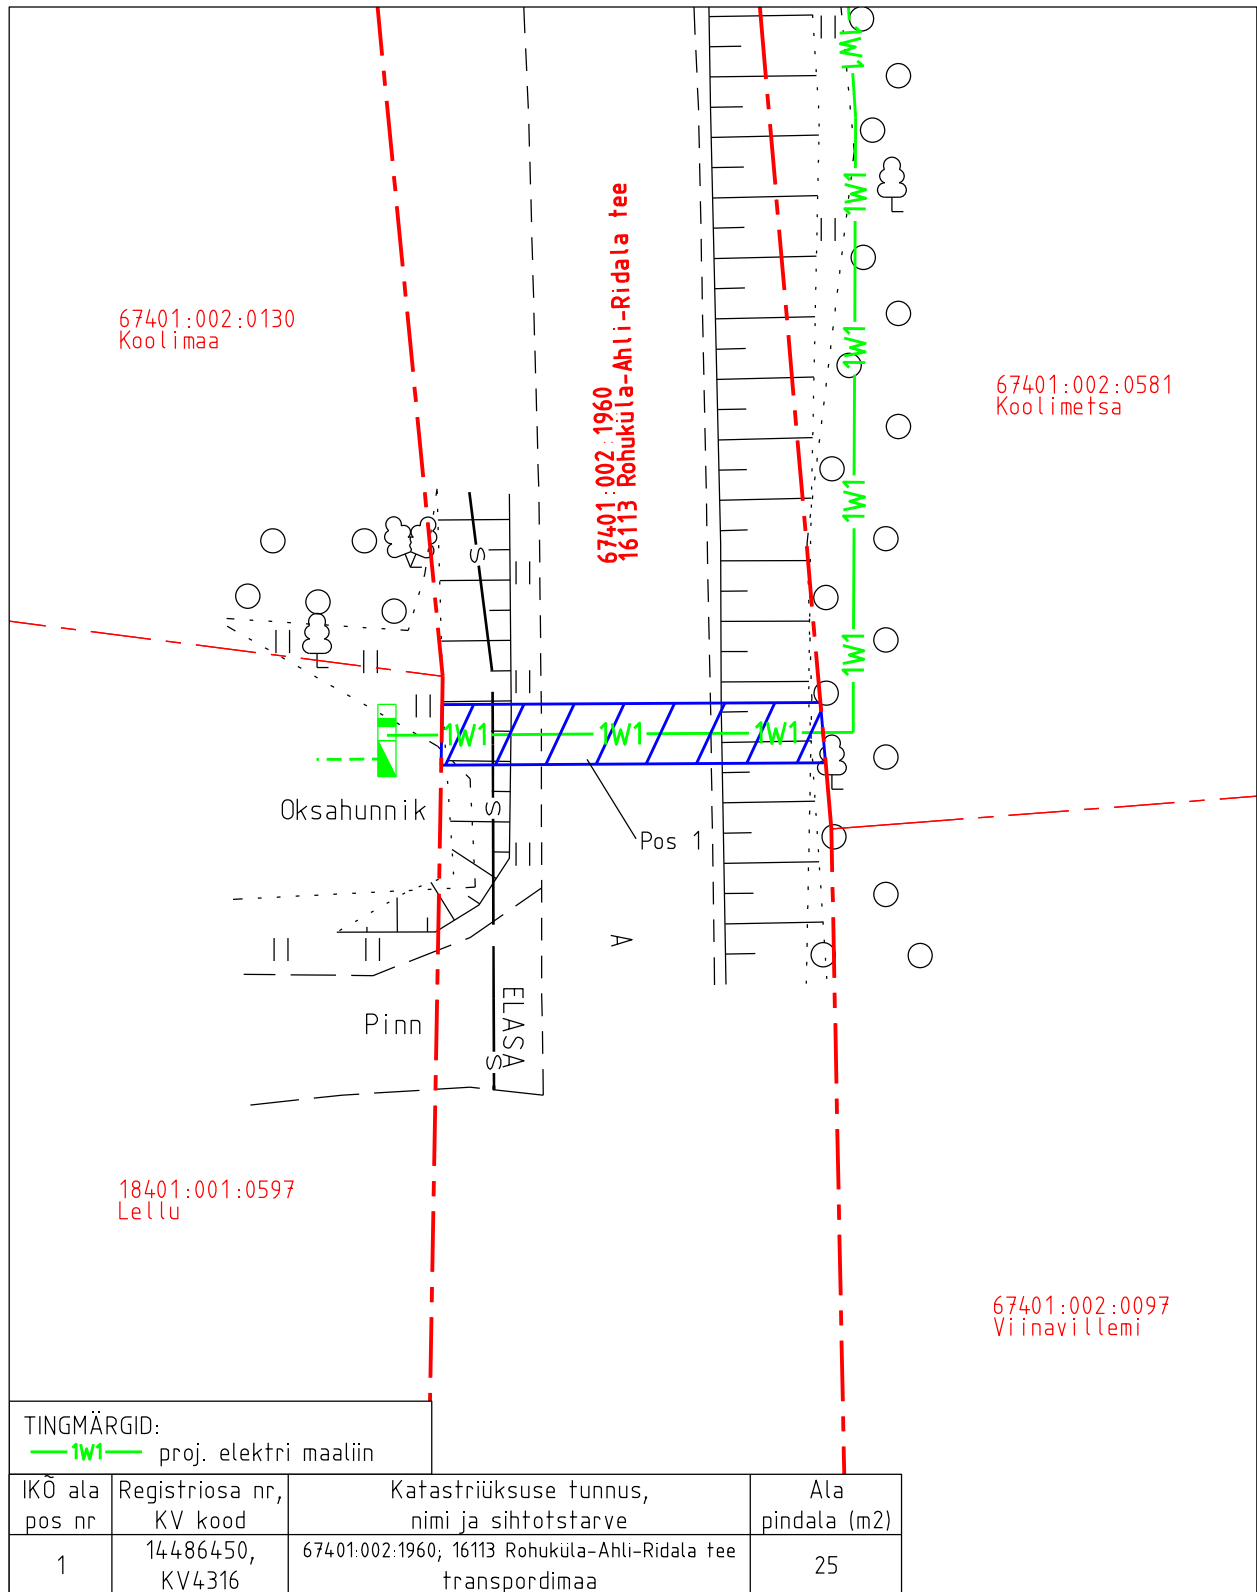 1W1
1W1
67401:002:1960
16113 Rohuküla-Ahli-Ridala tee
67401:002:0130
Koolimaa
1W1
67401:002:0581
Koolimetsa
1W1
S
1W1
1W1
1W1
1W1
Oksahunnik
S
Pos 1
A
ELASA
Pinn
S
18401:001:0597
Lellu
67401:002:0097
Viinavillemi
TINGMÄRGID:
1W1 proj. elektri maaliin
IKÕ ala
pos nr
Registriosa nr,
KV kood
Katastriüksuse tunnus,
nimi ja sihtotstarve
Ala
pindala (m2)
1
14486450,
KV4316
67401:002:1960; 16113 Rohuküla-Ahli-Ridala tee
transpordimaa
25